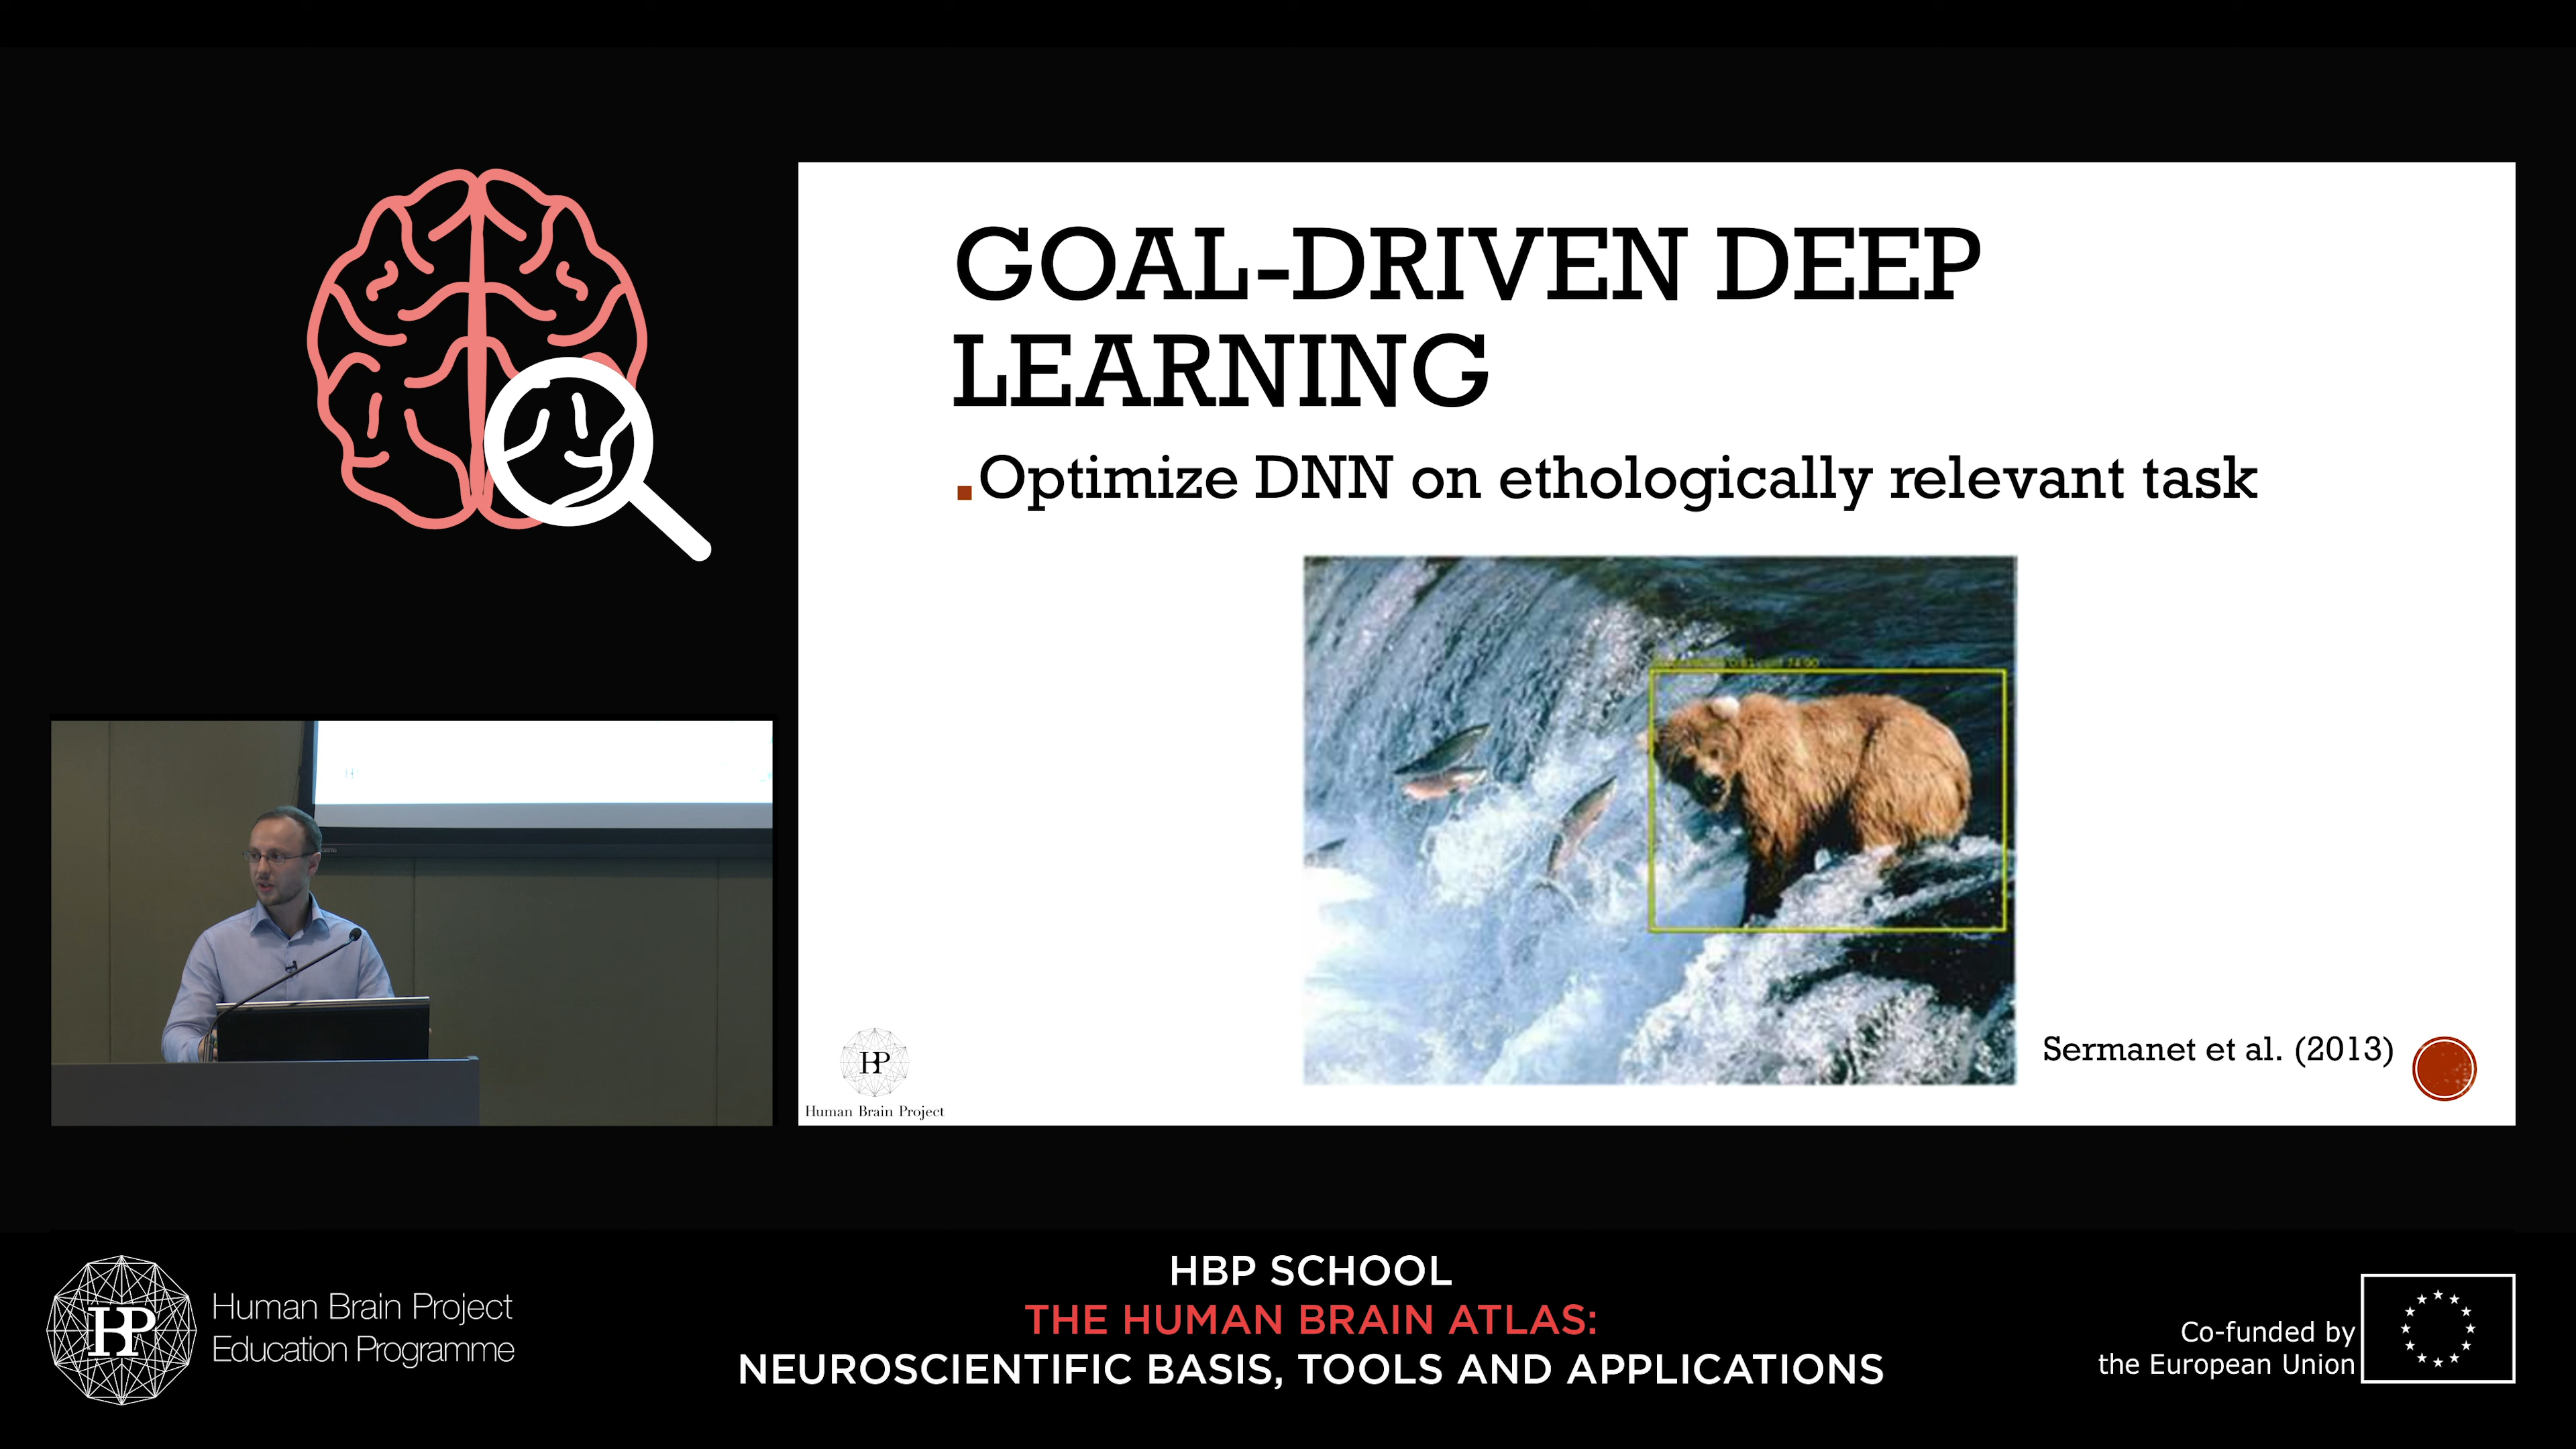 GOAL-DRIVEN DEEP
LEARNING
Optimize DNN on ethologically relevant task
Sermanet et al. (2013)
HP
Human Brain Project
HBP
Human Brain Project
Education Programme
HBP SCHOOL
THE HUMAN BRAIN ATLAS:
NEUROSCIENTIFIC BASIS, TOOLS AND APPLICATIONS
Co-funded by
the European Union